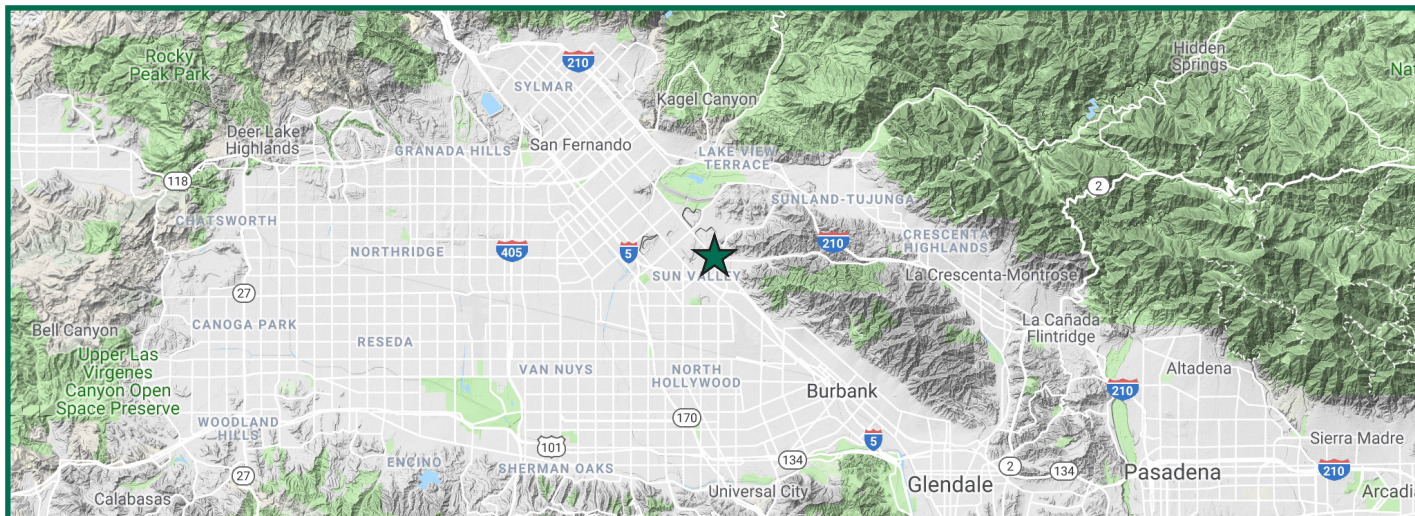 Rocky
Peak Park
210
SYLMAR
Hidden
Springs
Kagel Canyon
Deer Lake
Highlands
GRANADA HILLS
San Fernando
LAKE VIEW
TERRACE
118
2
CHATSWORTH
SUNLAND-TUJUNGA
NORTHRIDGE
405
5
210
CRESCENTA
HIGHLANDS
SUN VALLEY
La Crescenta-Montrose
27
Bell Canyon
CANOGA PARK
La Cañada
Flintridge
RESEDA
Upper Las
Virgenes
Canyon Open
Space Preserve
VAN NUYS
NORTH
HOLLYWOOD
Burbank
Altadena
210
WOODLAND
HILLS
170
101
5
Sierra Madre
27
ENCINO
SHERMAN OAKS
134
2
134
Pasadena
210
Calabasas
Universal City
Glendale